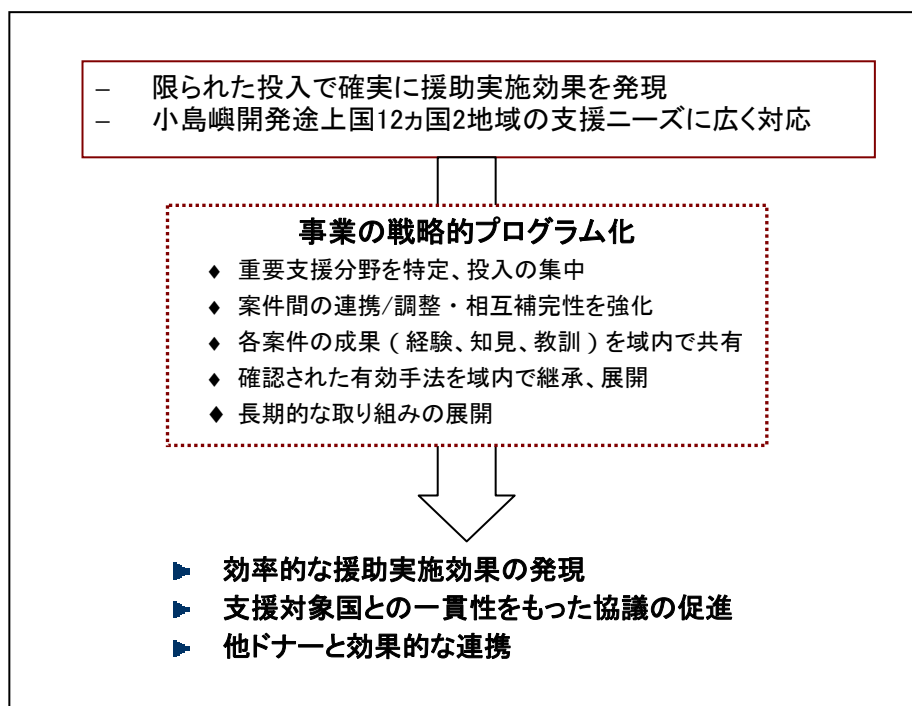 – 限られた投入で確実に援助実施効果を発現
– 小島嶼開発途上国12ヵ国2地域の支援ニーズに広く対応
事業の戦略的プログラム化
♦ 重要支援分野を特定、投入の集中
♦ 案件間の連携/調整・相互補完性を強化
♦ 各案件の成果(経験、知見、教訓)を域内で共有
♦ 確認された有効手法を域内で継承、展開
♦ 長期的な取り組みの展開
► 効率的な援助実施効果の発現
► 支援対象国との一貫性をもった協議の促進
► 他ドナーと効果的な連携